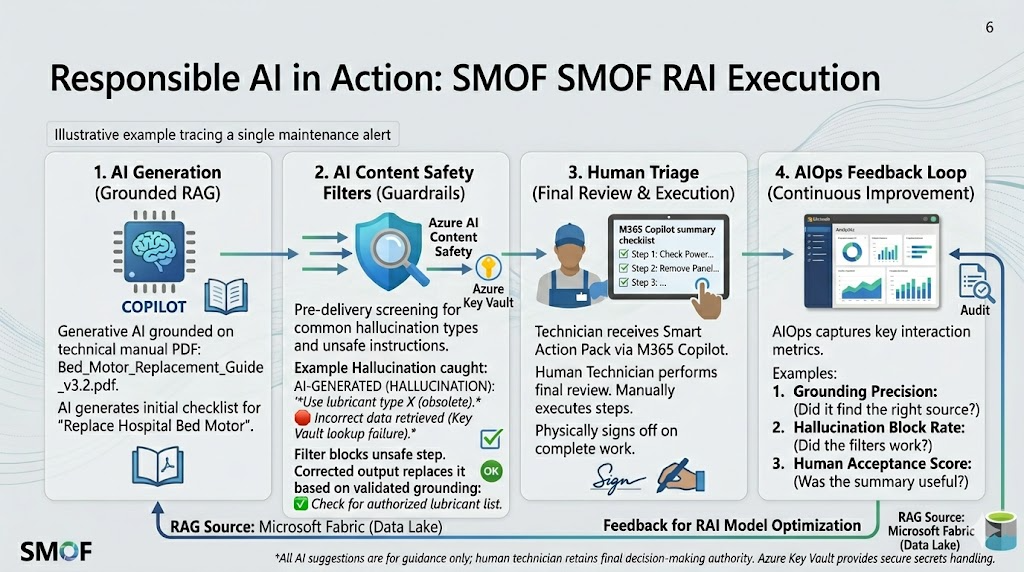 6
Responsible AI in Action: SMOF SMOF RAI Execution
Illustrative example tracing a single maintenance alert
1. AI Generation
(Grounded RAG)
COPILOT
Generative AI grounded on
technical manual PDF:
Bed_Motor_Replacement_Guide
_v3.2.pdf.
AI generates initial checklist for
“Replace Hospital Bed Motor”.
2. AI Content Safety
Filters (Guardrails)
Azure AI
Content
Safety
Azure
Key Vault
Pre-delivery screening for
common hallucination types
and unsafe instructions.
Example Hallucination caught:
AI-GENERATED (HALLUCINATION):
'*Use lubricant type X (obsolete).*
Incorrect data retrieved (Key
Vault lookup failure).*
OK
Filter blocks unsafe step.
Corrected output replaces it
based on validated grounding:
Check for authorized lubricant list.
3. Human Triage
(Final Review & Execution)
M365 Copilot summary
checklist
Step 1: Check Power...
Step 2: Remove Panel...
Step 3: ...
Technician receives Smart
Action Pack via M365 Copilot.
Human Technician performs
final review. Manually
executes steps.
Physically signs off on
complete work.
Sign
4. AIOps Feedback Loop
(Continuous Improvement)
Analytics
Audit
AIOps captures key interaction
metrics.
Examples:
1. Grounding Precision:
(Did it find the right source?)
2. Hallucination Block Rate:
(Did the filters work?)
3. Human Acceptance Score:
(Was the summary useful?)
RAG Source: Microsoft Fabric (Data Lake)
Feedback for RAI Model Optimization
RAG Source:
Microsoft Fabric
(Data Lake)
SMOF
*All AI suggestions are for guidance only; human technician retains final decision-making authority. Azure Key Vault provides secure secrets handling.